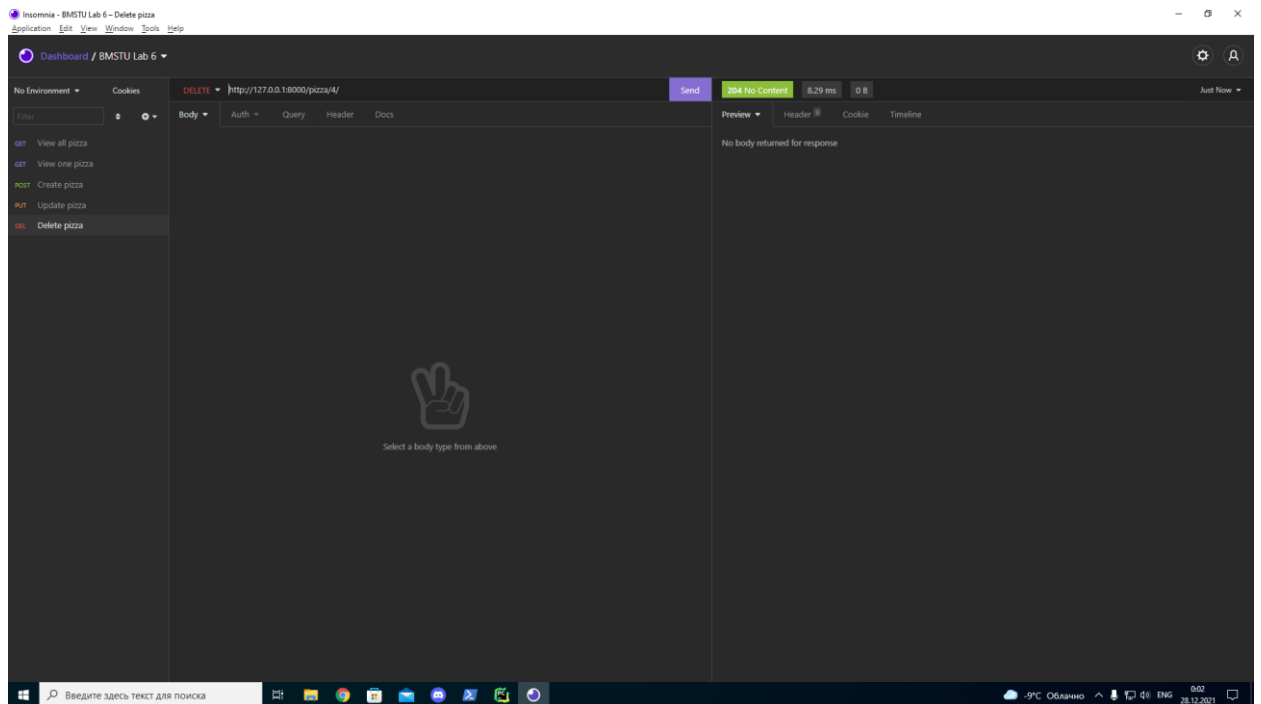 Insomnia - BMSTU Lab 6 – Delete pizza
Application Edit View Window Tools Help
Dashboard / BMSTU Lab 6
No Environment Cookies DELETE http://127.0.0.1:8000/pizza/4/ Send 204 No Content 8.29 ms 0 B Just Now
Filter Body Auth Query Header Docs Preview Header Cookie Timeline
GET View all pizza No body returned for response
GET View one pizza
POST Create pizza
PUT Update pizza
DEL Delete pizza
Select a body type from above
Введите здесь текст для поиска -9°C Облачно ENG 0:02
28.12.2021